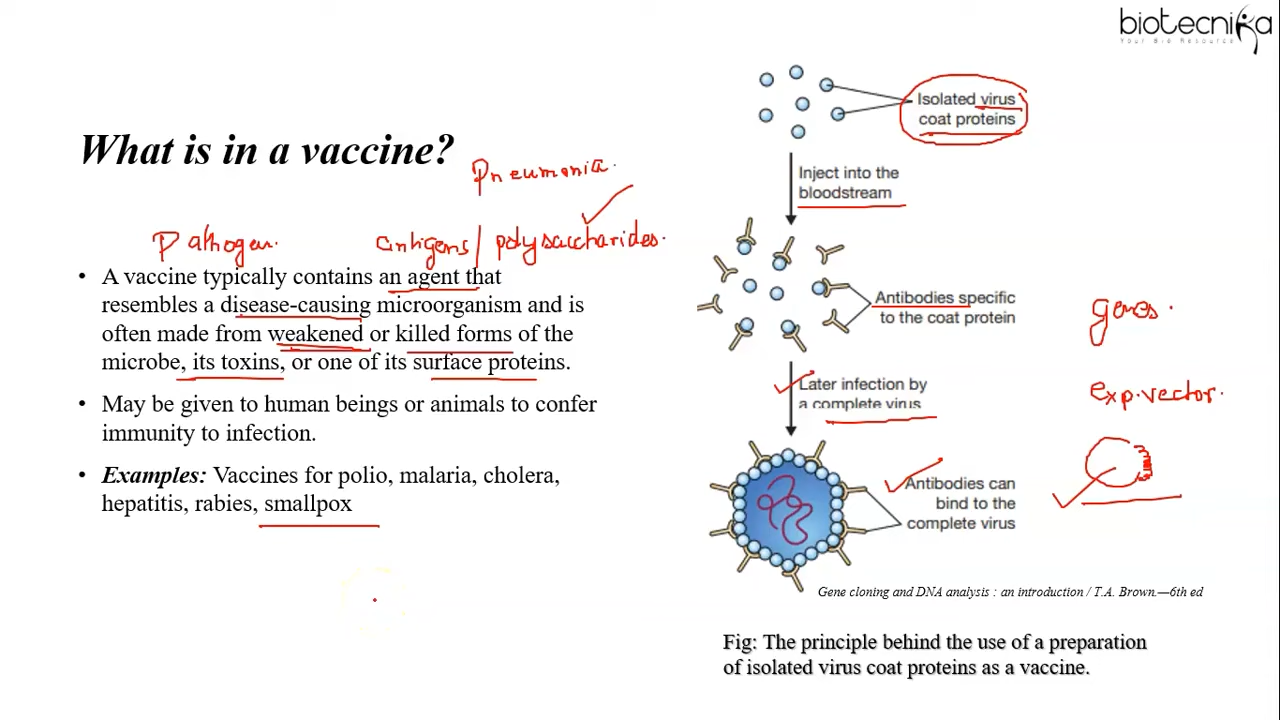 biotecnika
Your Bio Resource
What is in a vaccine?
Pneumonia.
Pathogen. antigens/polysaccharides.
• A vaccine typically contains an agent that
resembles a disease-causing microorganism and is
often made from weakened or killed forms of the
microbe, its toxins, or one of its surface proteins.
• May be given to human beings or animals to confer
immunity to infection.
• Examples: Vaccines for polio, malaria, cholera,
hepatitis, rabies, smallpox
Isolated virus
coat proteins
Inject into the
bloodstream
Antibodies specific
to the coat protein
Later infection by
a complete virus
Antibodies can
bind to the
complete virus
genes.
exp.vector.
Gene cloning and DNA analysis : an introduction / T.A. Brown.—6th ed
Fig: The principle behind the use of a preparation
of isolated virus coat proteins as a vaccine.